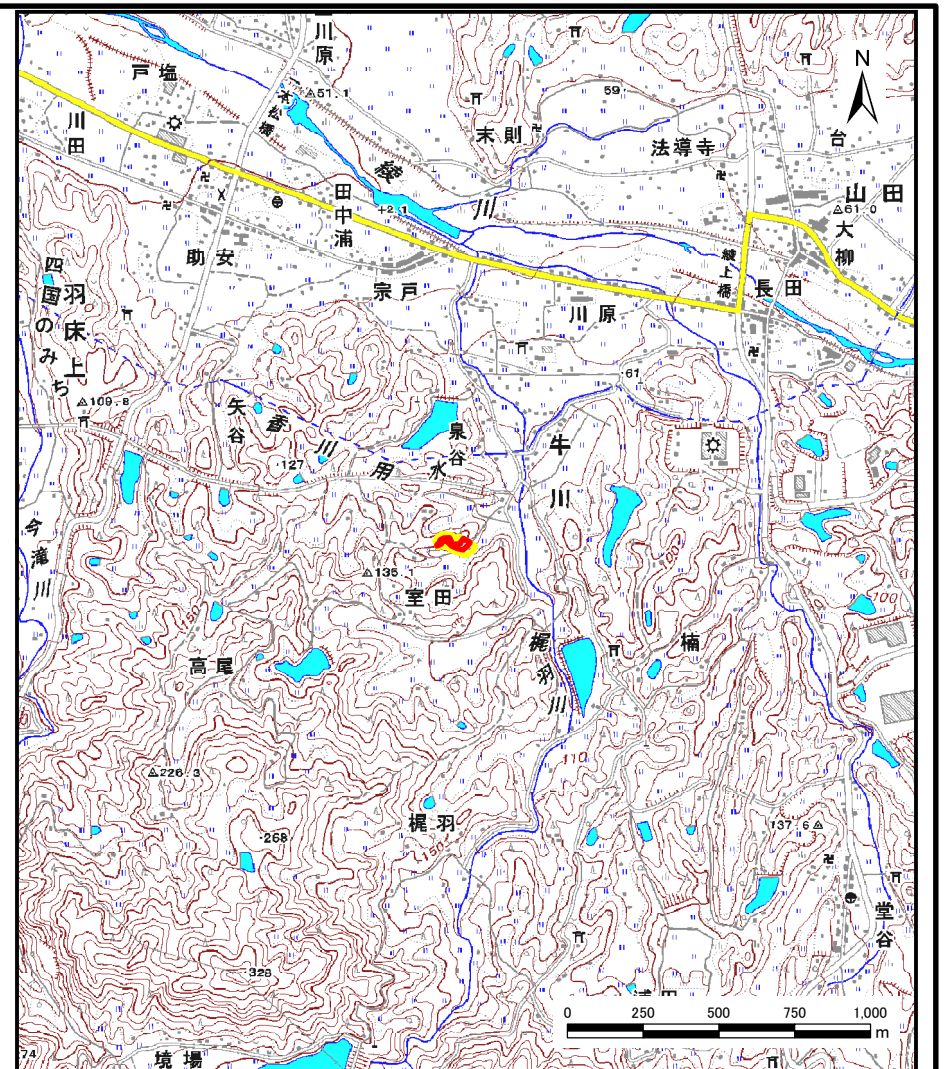 川原
戸塩
N
51.1
59
川田
末則
法導寺
台
綾川
田中浦
+2.1
山田
61.0
大柳
助安
宗戸
綾上橋
長田
川原
四国のみち
羽床上
109.8
61
矢谷
香川用水
泉谷
牛川
127
今滝川
200
135.1
室田
100
150
高尾
梶羽川
楠
110
226.3
梶羽
137.6
268
150
堂谷
328
0 250 500 750 1,000
m
74
境場